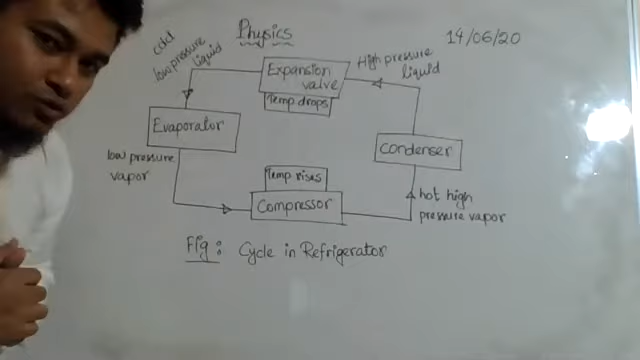 Physics
14/06/20
cold
low pressure
liquid
Expansion
valve
Temp drops
High pressure
liquid
Evaporator
condenser
low pressure
vapor
Temp rises
Compressor
hot high
pressure vapor
Fig: Cycle in Refrigerator